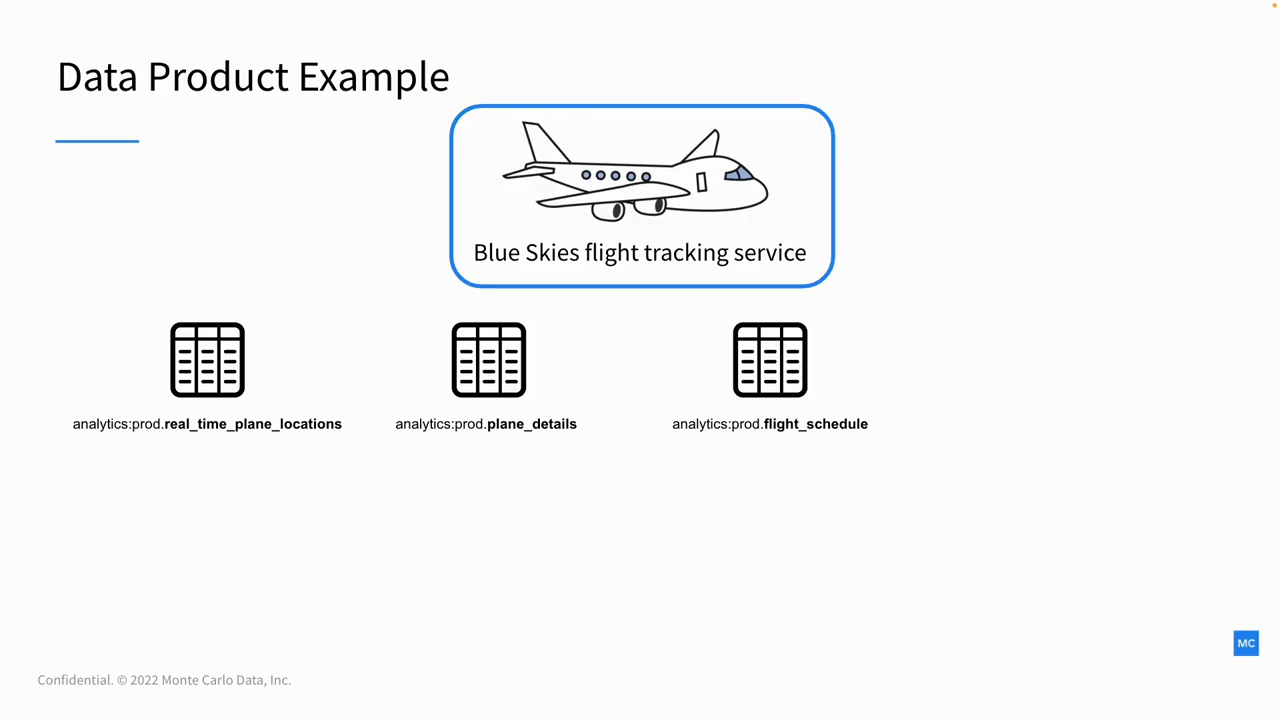 Data Product Example
Blue Skies flight tracking service
analytics:prod.real_time_plane_locations
analytics:prod.plane_details
analytics:prod.flight_schedule
MC
Confidential. © 2022 Monte Carlo Data, Inc.